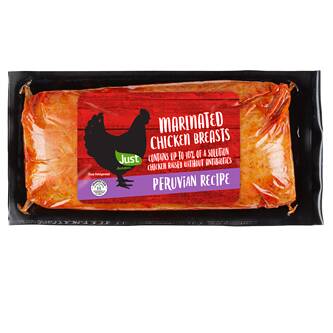 MARINATED
CHICKEN BREASTS
CONTAINS UP TO 10% OF A SOLUTION
CHICKEN RAISED WITHOUT ANTIBIOTICS
Just
PERUVIAN RECIPE